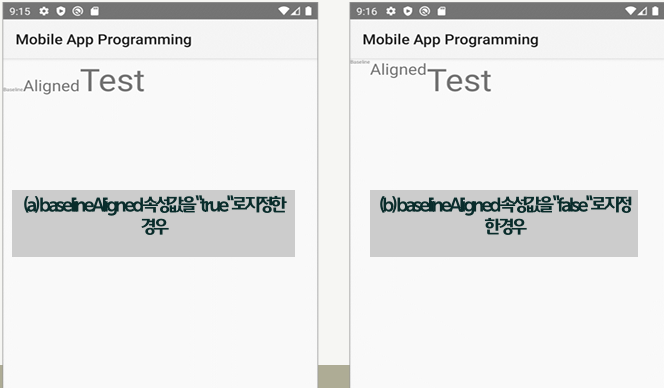 9:15
Mobile App Programming
Baseline Aligned Test
(a) baselineAligned 속성값을 "true"로 지정한
경우
9:16
Mobile App Programming
Baseline Aligned Test
(b) baselineAligned 속성값을 "false"로 지정
한 경우